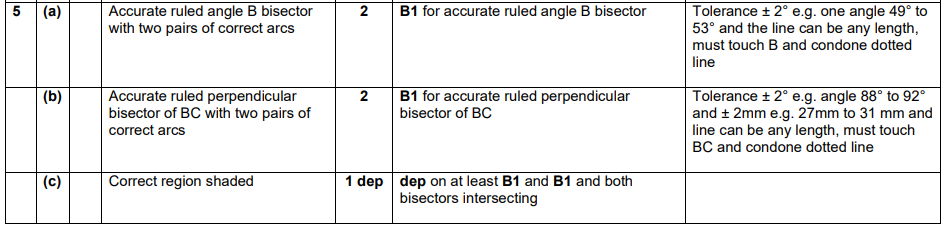 5 (a) Accurate ruled angle B bisector 2 B1 for accurate ruled angle B bisector Tolerance ± 2° e.g. one angle 49° to
with two pairs of correct arcs 53° and the line can be any length,
must touch B and condone dotted
line
(b) Accurate ruled perpendicular 2 B1 for accurate ruled perpendicular Tolerance ± 2° e.g. angle 88° to 92°
bisector of BC with two pairs of bisector of BC and ± 2mm e.g. 27mm to 31 mm and
correct arcs line can be any length, must touch
BC and condone dotted line
(c) Correct region shaded 1 dep dep on at least B1 and B1 and both
bisectors intersecting